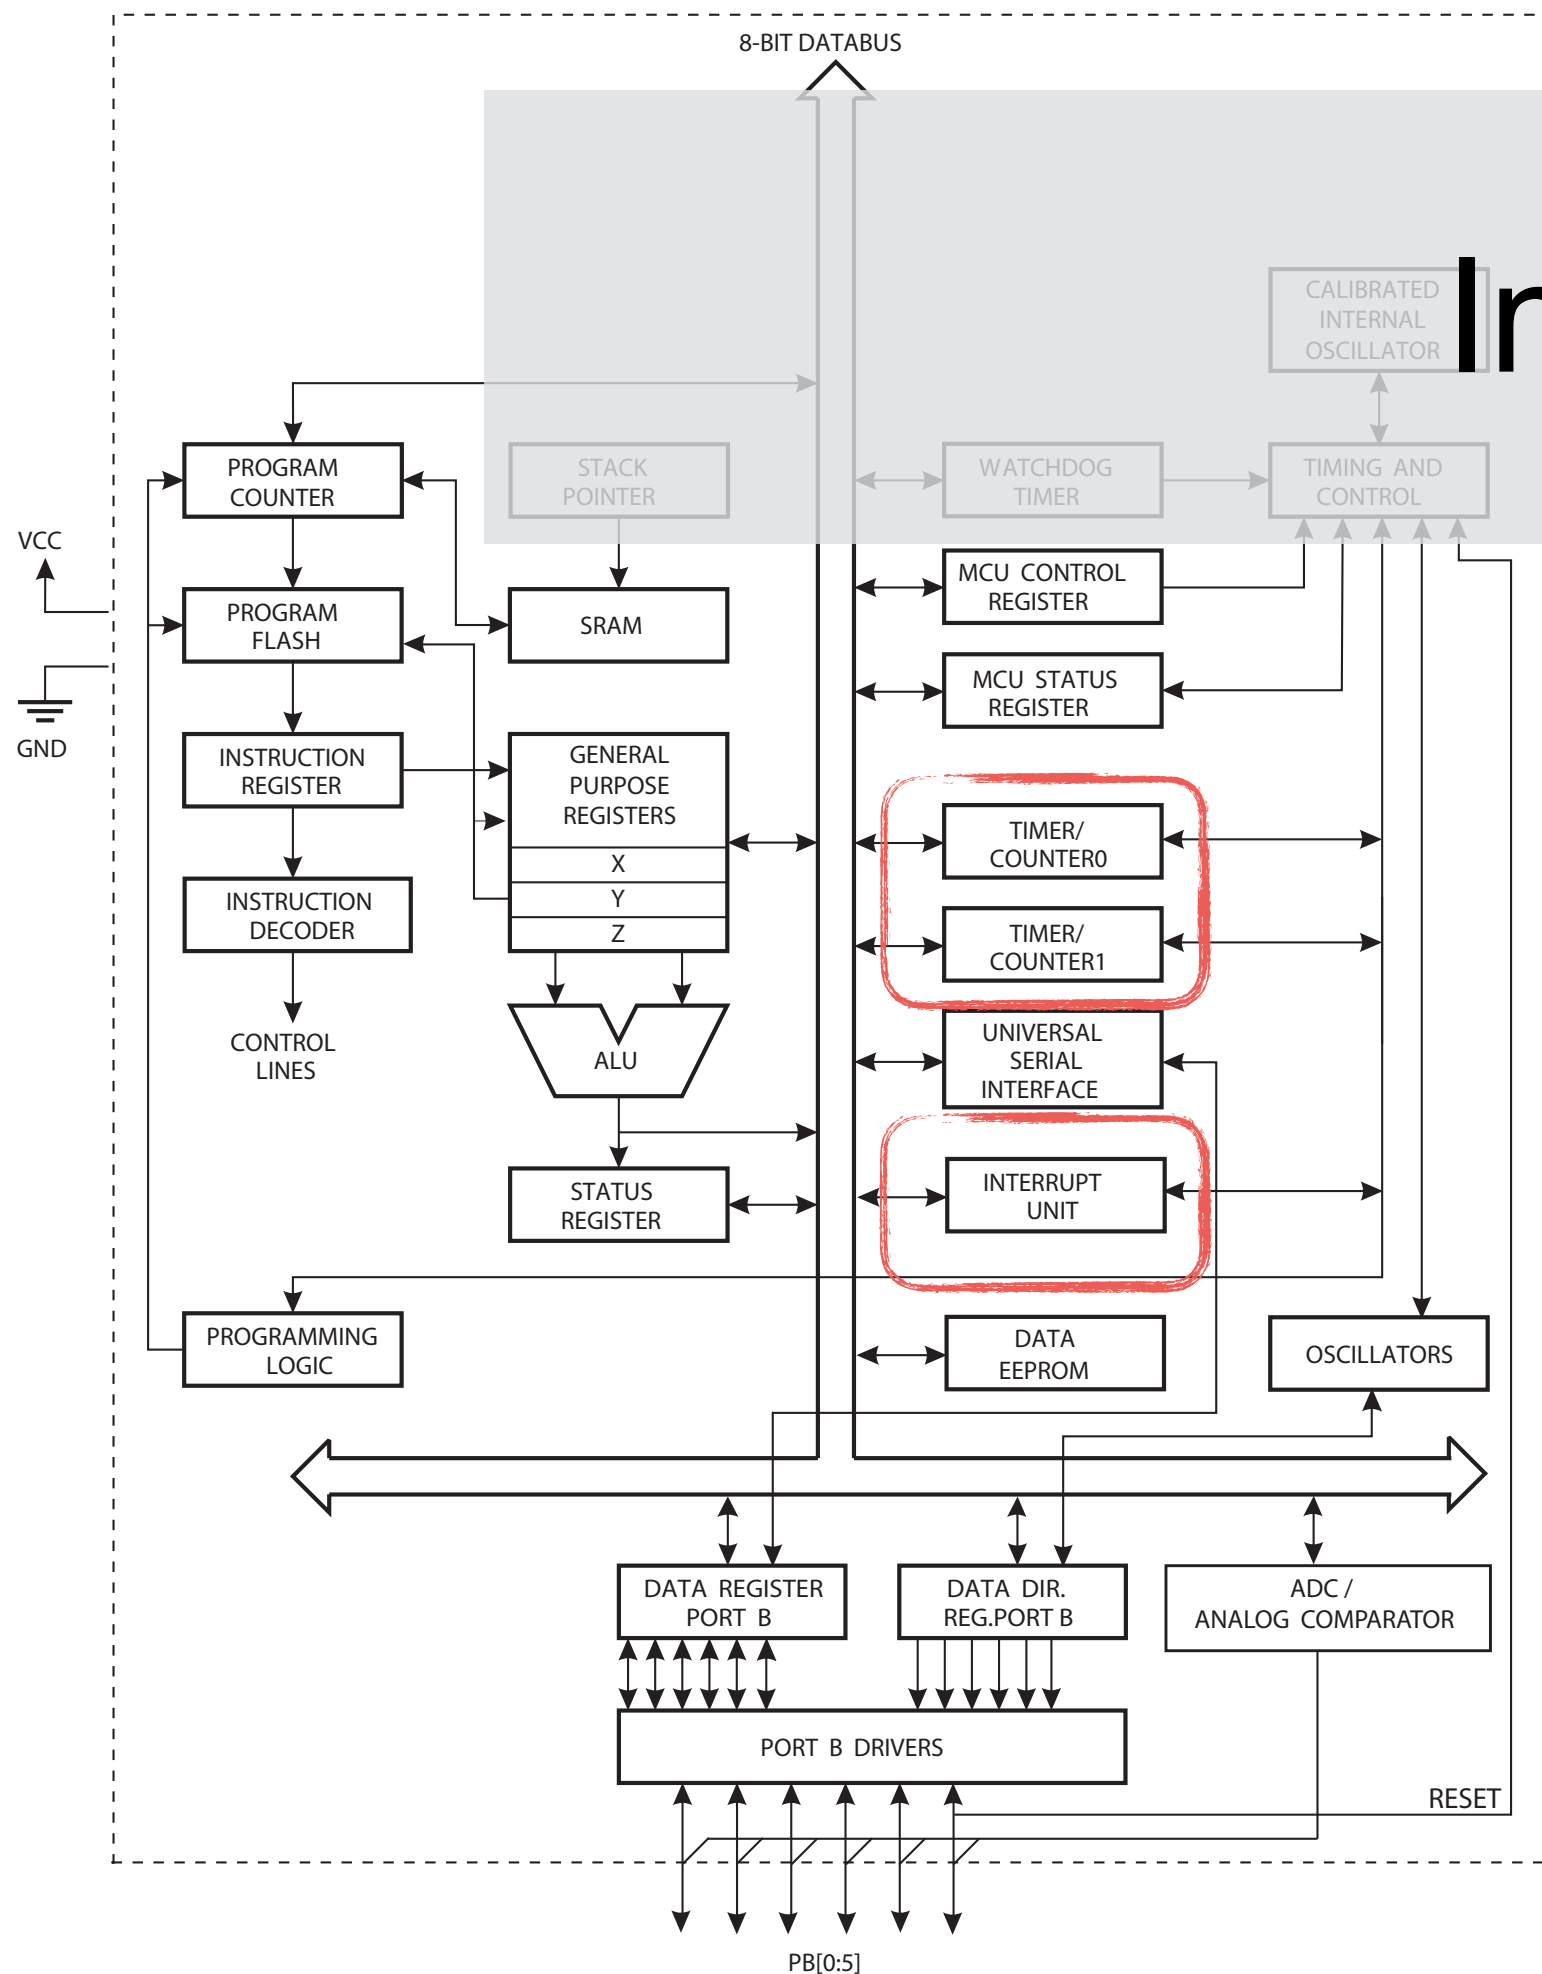 8-BIT DATABUS
CALIBRATED
INTERNAL
OSCILLATOR
In
PROGRAM
COUNTER
STACK
POINTER
WATCHDOG
TIMER
TIMING AND
CONTROL
VCC
GND
PROGRAM
FLASH
SRAM
MCU CONTROL
REGISTER
MCU STATUS
REGISTER
INSTRUCTION
REGISTER
GENERAL
PURPOSE
REGISTERS
X
Y
Z
TIMER/
COUNTER0
INSTRUCTION
DECODER
TIMER/
COUNTER1
CONTROL
LINES
ALU
UNIVERSAL
SERIAL
INTERFACE
STATUS
REGISTER
INTERRUPT
UNIT
PROGRAMMING
LOGIC
DATA
EEPROM
OSCILLATORS
DATA REGISTER
PORT B
DATA DIR.
REG.PORT B
ADC /
ANALOG COMPARATOR
PORT B DRIVERS
RESET
PB[0:5]